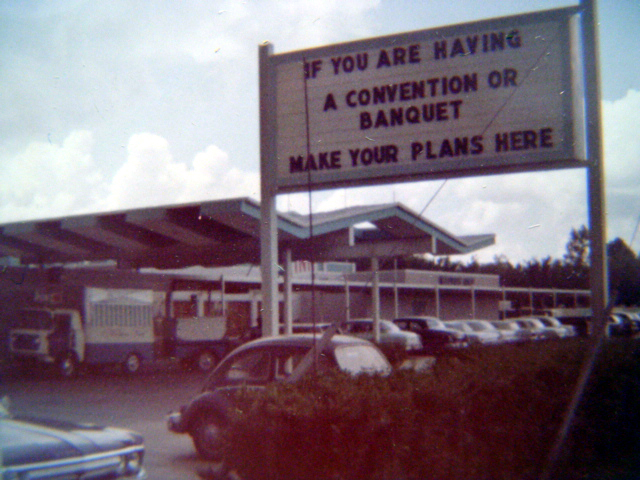 IF YOU ARE HAVING
A CONVENTION OR
BANQUET
MAKE YOUR PLANS HERE